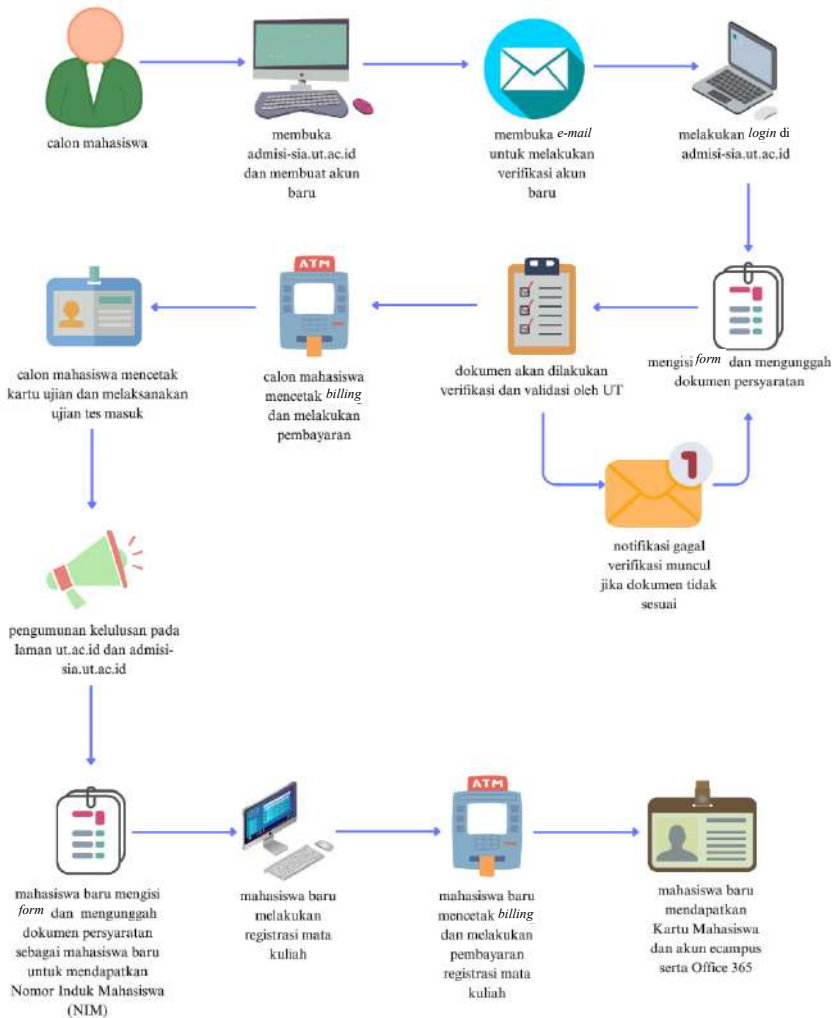 calon mahasiswa
membuka
admisi-sia.ut.ac.id
dan membuat akun
baru
membuka e-mail
untuk melakukan
verifikasi akun
baru
melakukan login di
admisi-sia.ut.ac.id
mengisi form dan mengunggah
dokumen persyaratan
dokumen akan dilakukan
verifikasi dan validasi oleh UT
1
notifikasi gagal
verifikasi muncul
jika dokumen tidak
sesuai
ATM
calon mahasiswa
mencetak billing
dan melakukan
pembayaran
calon mahasiswa mencetak
kartu ujian dan melaksanakan
ujian tes masuk
pengumunan kelulusan pada
laman ut.ac.id dan admisi-
sia.ut.ac.id
mahasiswa baru mengisi
form dan mengunggah
dokumen persyaratan
sebagai mahasiswa baru
untuk mendapatkan
Nomor Induk Mahasiswa
(NIM)
mahasiswa baru
melakukan
registrasi mata
kuliah
ATM
mahasiswa baru
mencetak billing
dan melakukan
pembayaran
registrasi mata
kuliah
mahasiswa baru
mendapatkan
Kartu Mahasiswa
dan akun ecampus
serta Office 365